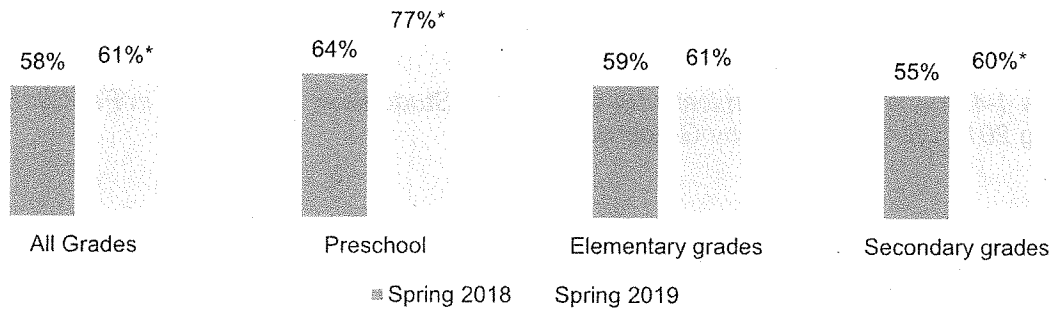 77%*
64%
58% 61%* 59% 61% 60%*
55%
All Grades Preschool Elementary grades Secondary grades
Spring 2018 Spring 2019